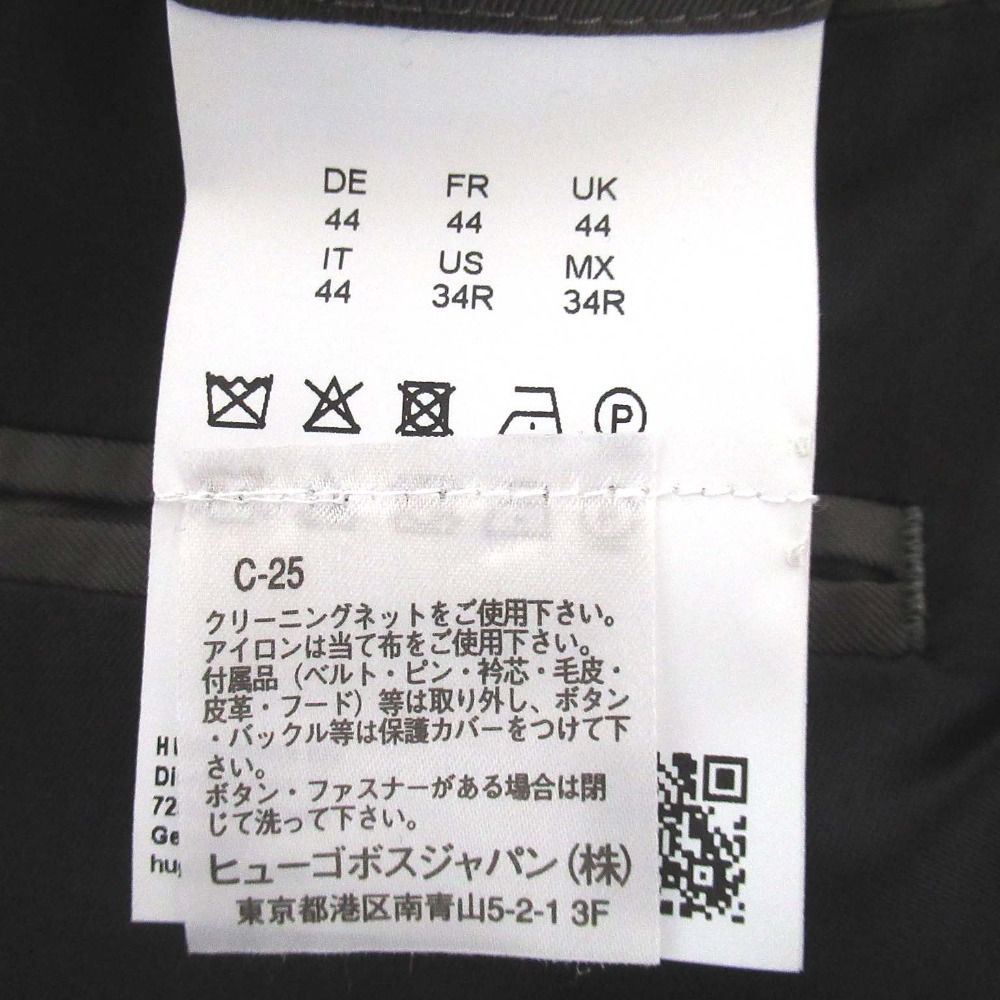 DE FR UK
44 44 44
IT US MX
44 34R 34R
P
C-25
クリーニングネットをご使用下さい。
アイロンは当て布をご使用下さい。
付属品（ベルト・ピン・衿芯・毛皮・
皮革・フード）等は取り外し、ボタン
・バックル等は保護カバーをつけて下
さい。
ボタン・ファスナーがある場合は閉
じて洗って下さい。
ヒューゴボスジャパン（株）
東京都港区南青山5-2-1 3F
72